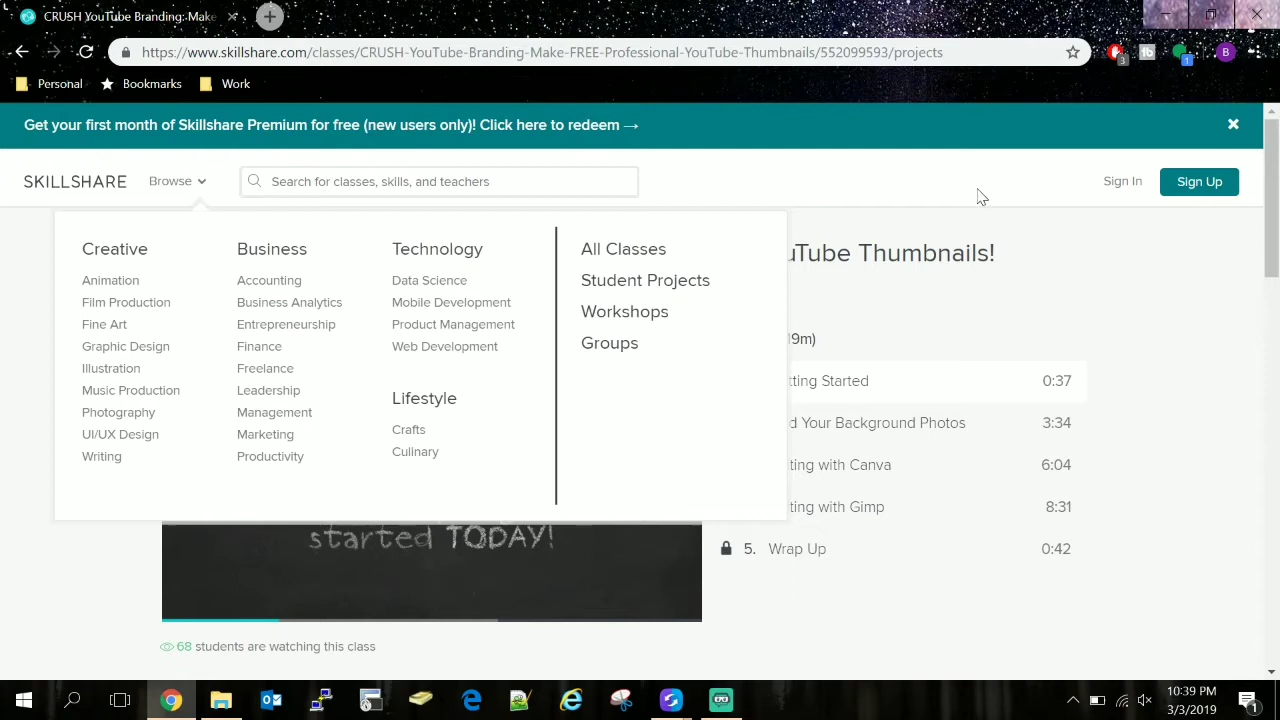 CRUSH YouTube Branding: Make
https://www.skillshare.com/classes/CRUSH-YouTube-Branding-Make-FREE-Professional-YouTube-Thumbnails/552099593/projects
3
1
B
Personal
Bookmarks
Work
Get your first month of Skillshare Premium for free (new users only)! Click here to redeem →
SKILLSHARE
Browse
Search for classes, skills, and teachers
Sign In
Sign Up
Creative
Animation
Film Production
Fine Art
Graphic Design
Illustration
Music Production
Photography
UI/UX Design
Writing
Business
Accounting
Business Analytics
Entrepreneurship
Finance
Freelance
Leadership
Management
Marketing
Productivity
Technology
Data Science
Mobile Development
Product Management
Web Development
Lifestyle
Crafts
Culinary
All Classes
Student Projects
Workshops
Groups
uTube Thumbnails!
19m)
tting Started 0:37
d Your Background Photos 3:34
ting with Canva 6:04
ting with Gimp 8:31
5. Wrap Up 0:42
started TODAY!
68 students are watching this class
10:39 PM
3/3/2019
1